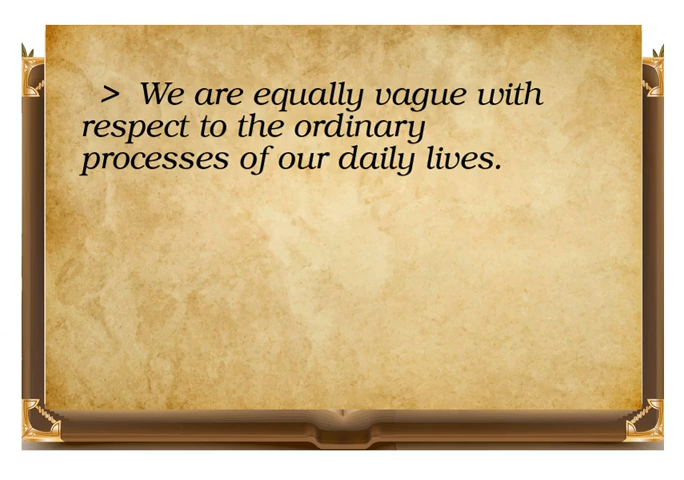 > We are equally vague with
respect to the ordinary
processes of our daily lives.